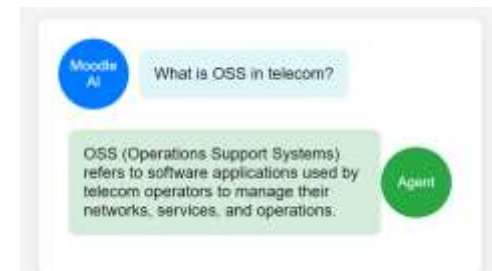 Moodle
AI
What is OSS in telecom?
OSS (Operations Support Systems)
refers to software applications used by
telecom operators to manage their
networks, services, and operations.
Agent